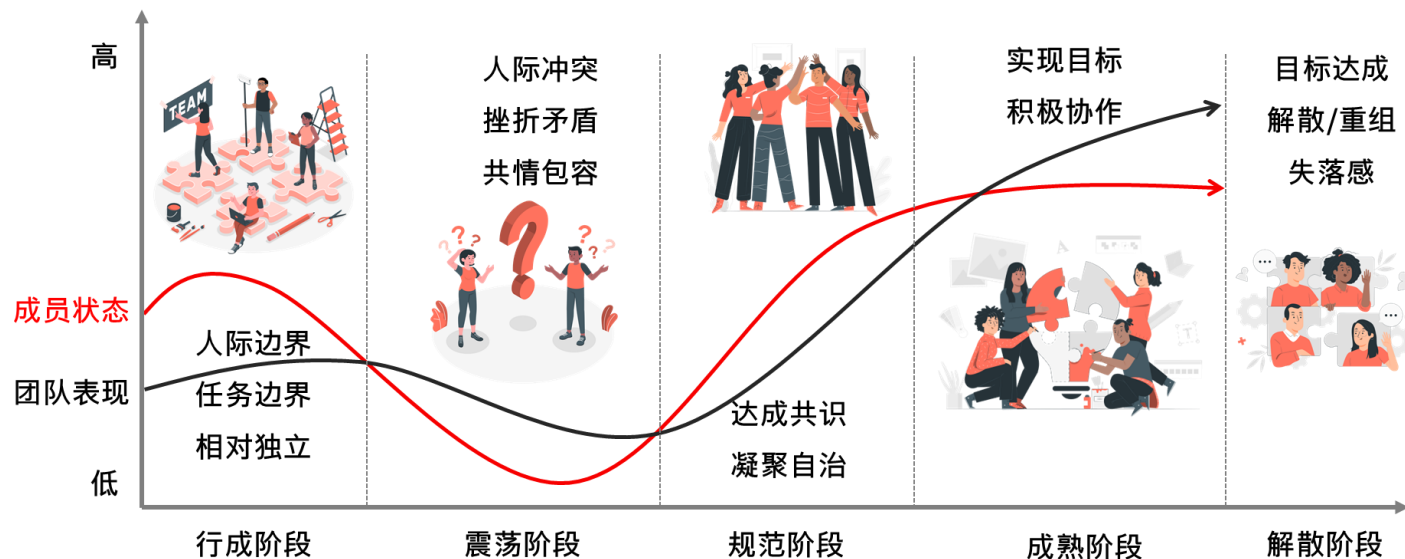 高
TEAM
人际冲突
挫折矛盾
共情包容
实现目标
积极协作
目标达成
解散/重组
失落感
成员状态
团队表现
人际边界
任务边界
相对独立
达成共识
凝聚自治
低
行成阶段
震荡阶段
规范阶段
成熟阶段
解散阶段